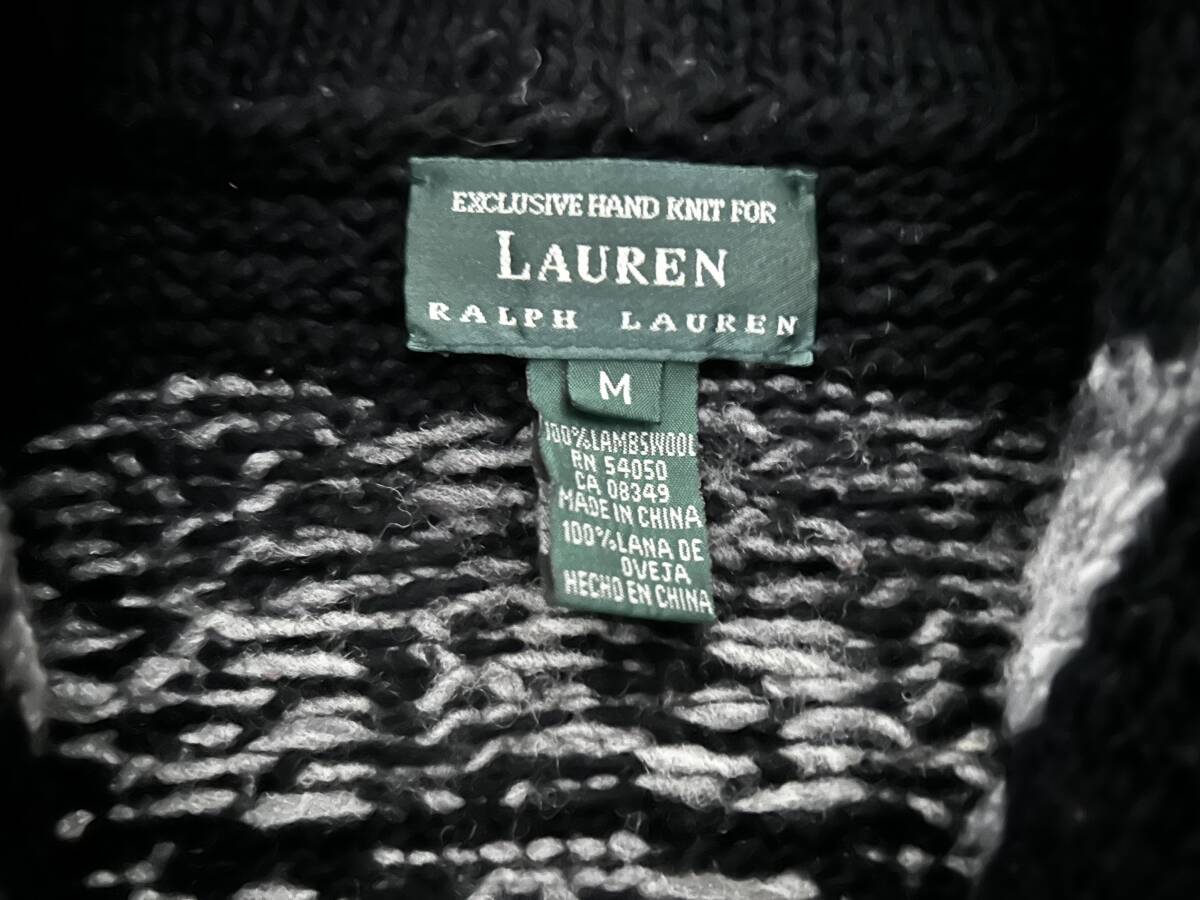 EXCLUSIVE HAND KNIT FOR
LAUREN
RALPH LAUREN
M
100%LAMBSWOOL
RN 54050
CA 08349
MADE IN CHINA
100%LANA DE
OVEJA
HECHO EN CHINA